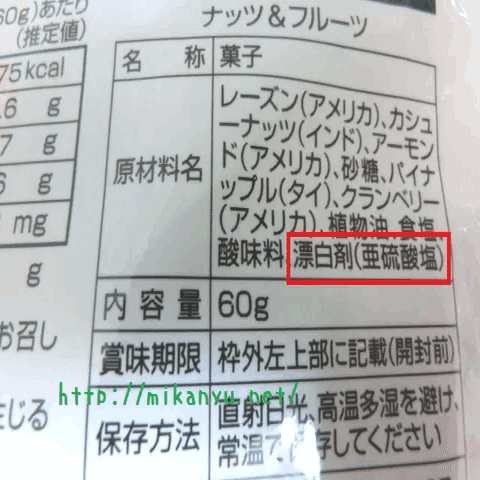 60g)あたり
(推定値)
75kcal
.6 g
7 g
6 g
mg
g
お召し
生じる
ナッツ&フルーツ
名 称 菓子
原材料名
レーズン(アメリカ)、カシュ
ーナッツ(インド)、アーモン
ド(アメリカ)、砂糖、パイナ
ップル(タイ)、クランベリー
(アメリカ)、植物油、食塩、
酸味料、漂白剤(亜硫酸塩)
内容量 60g
賞味期限 枠外左上部に記載(開封前)
http://mikanyu.net/
保存方法 直射日光、高温多湿を避け、
常温で保存してください